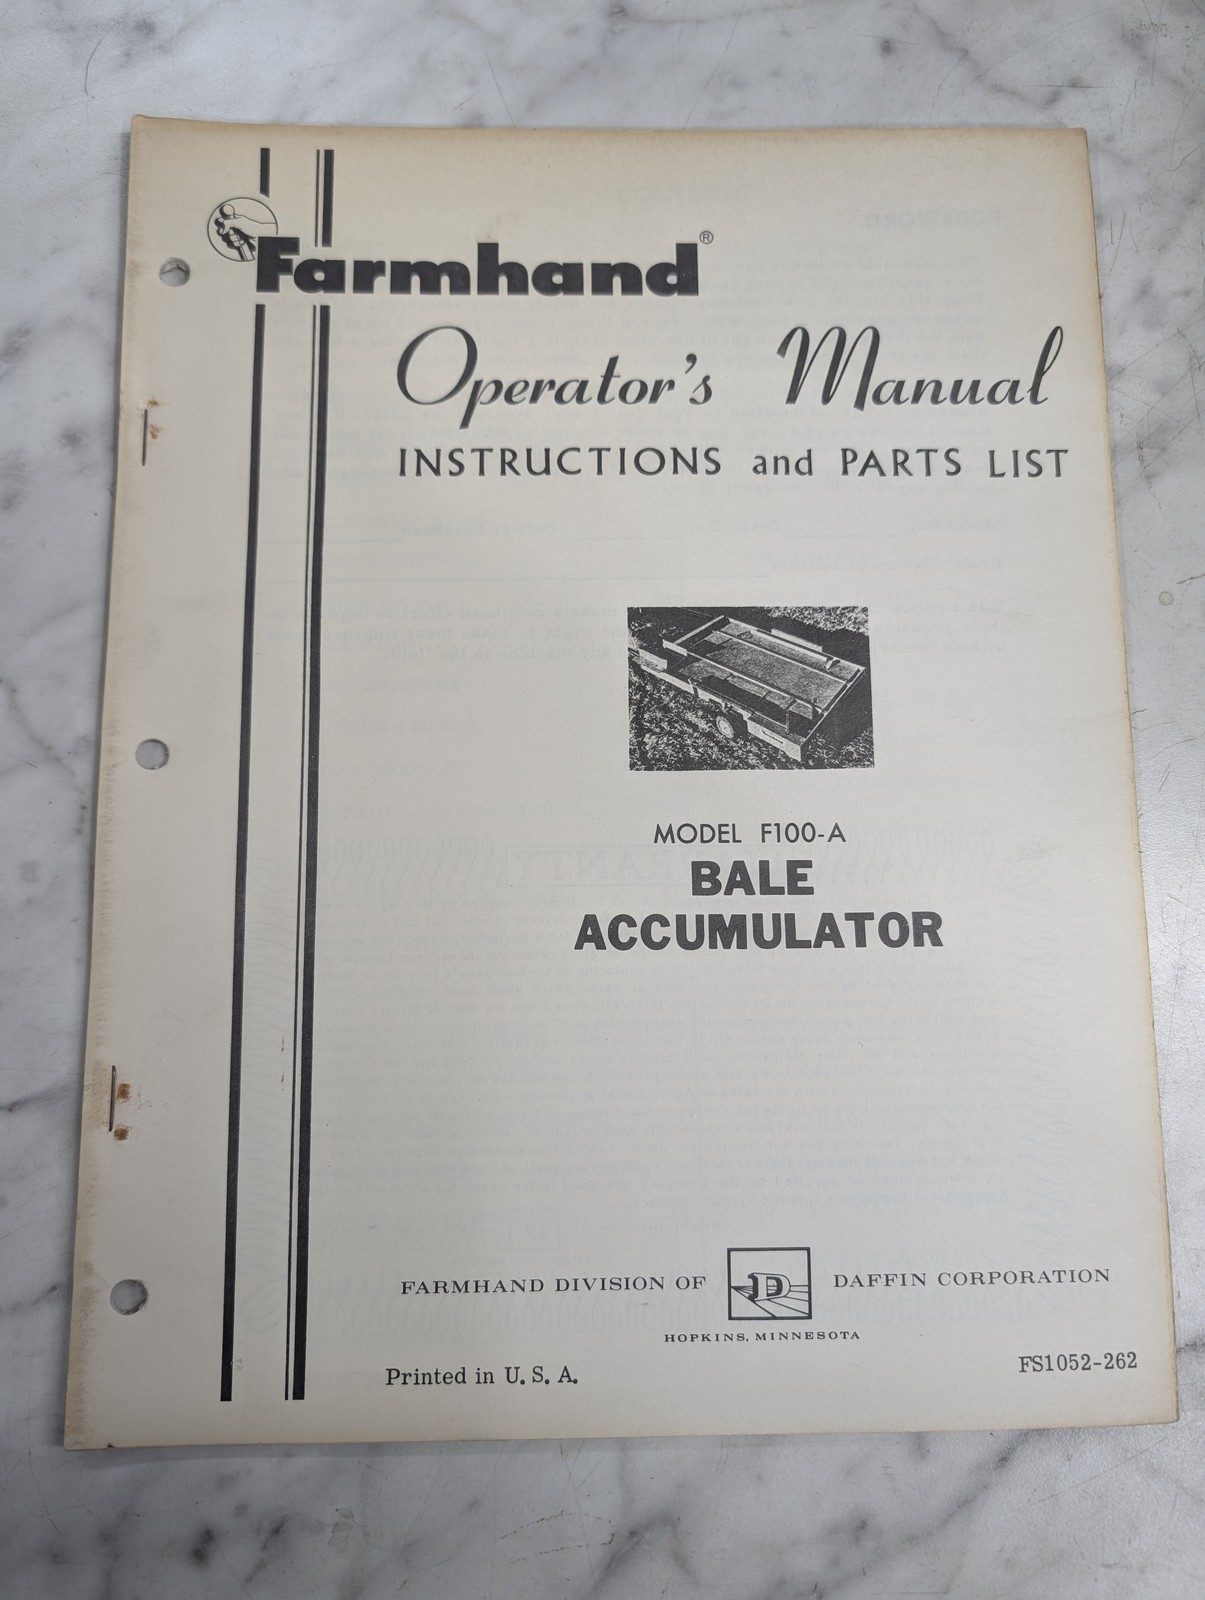 Farmhand®
Operator's Manual
INSTRUCTIONS and PARTS LIST
MODEL F100-A
BALE
ACCUMULATOR
FARMHAND DIVISION OF D DAFFIN CORPORATION
HOPKINS, MINNESOTA
Printed in U. S. A.
FS1052-262